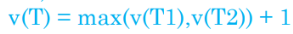 v(T) = max(v(T1),v(T2)) + 1